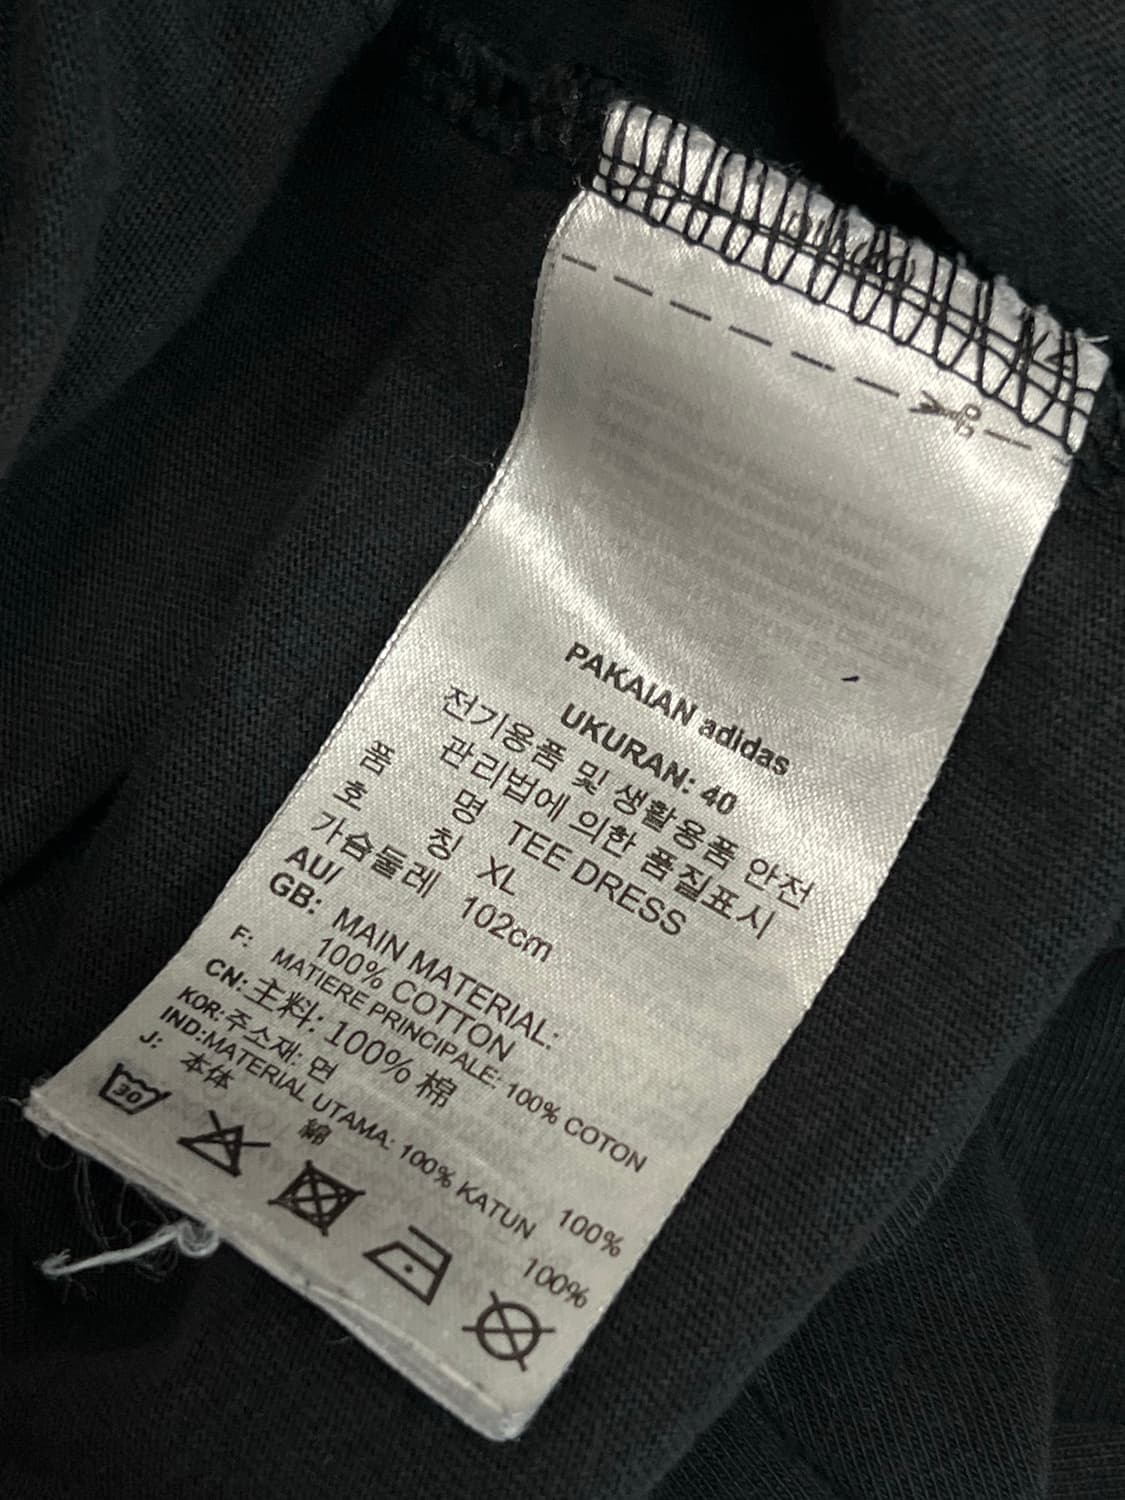 PAKAIAN adidas
UKURAN: 40
전기용품 및 생활용품 안전
관리법에 의한 품질표시
품 명 TEE DRESS
호 칭 XL
가슴둘레 102cm
AU/
GB: MAIN MATERIAL:
100% COTTON
F: MATIERE PRINCIPALE: 100% COTON
CN: 主料: 100% 棉
KOR: 주소재: 면 100%
IND: MATERIAL UTAMA: 100% KATUN
J: 本体 綿 100%
30